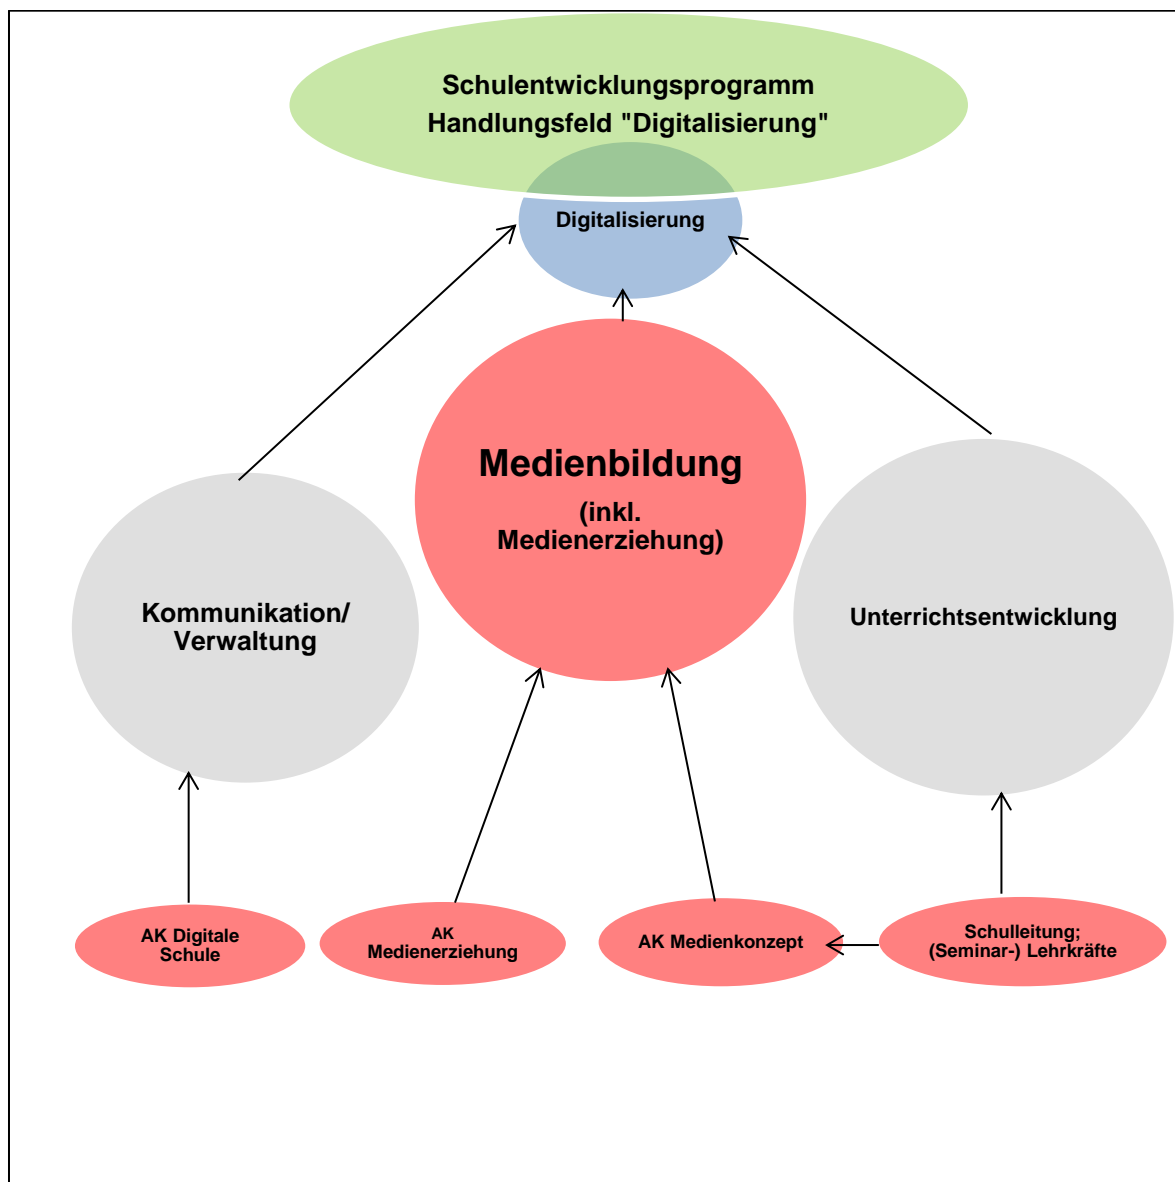 Schulentwicklungsprogramm
Handlungsfeld "Digitalisierung"
Digitalisierung
Medienbildung
(inkl.
Medienerziehung)
Kommunikation/
Verwaltung
Unterrichtsentwicklung
AK Digitale
Schule
AK
Medienerziehung
AK Medienkonzept
Schulleitung;
(Seminar-) Lehrkräfte